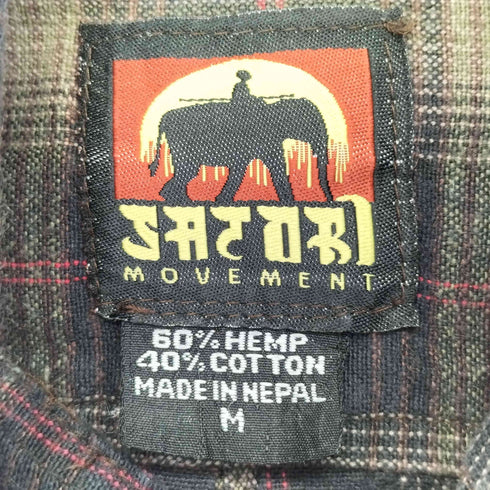 SATORI
MOVEMENT
60% HEMP
40% COTTON
MADE IN NEPAL
M